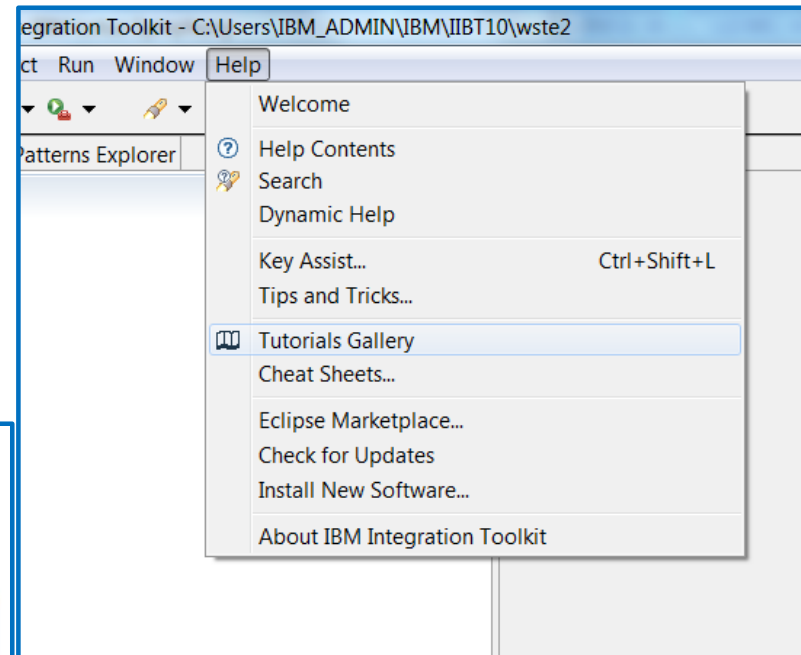 egration Toolkit - C:\Users\IBM_ADMIN\IBM\IIBT10\wste2
ct Run Window Help
Patterns Explorer
Welcome
Help Contents
Search
Dynamic Help
Key Assist... Ctrl+Shift+L
Tips and Tricks...
Tutorials Gallery
Cheat Sheets...
Eclipse Marketplace...
Check for Updates
Install New Software...
About IBM Integration Toolkit